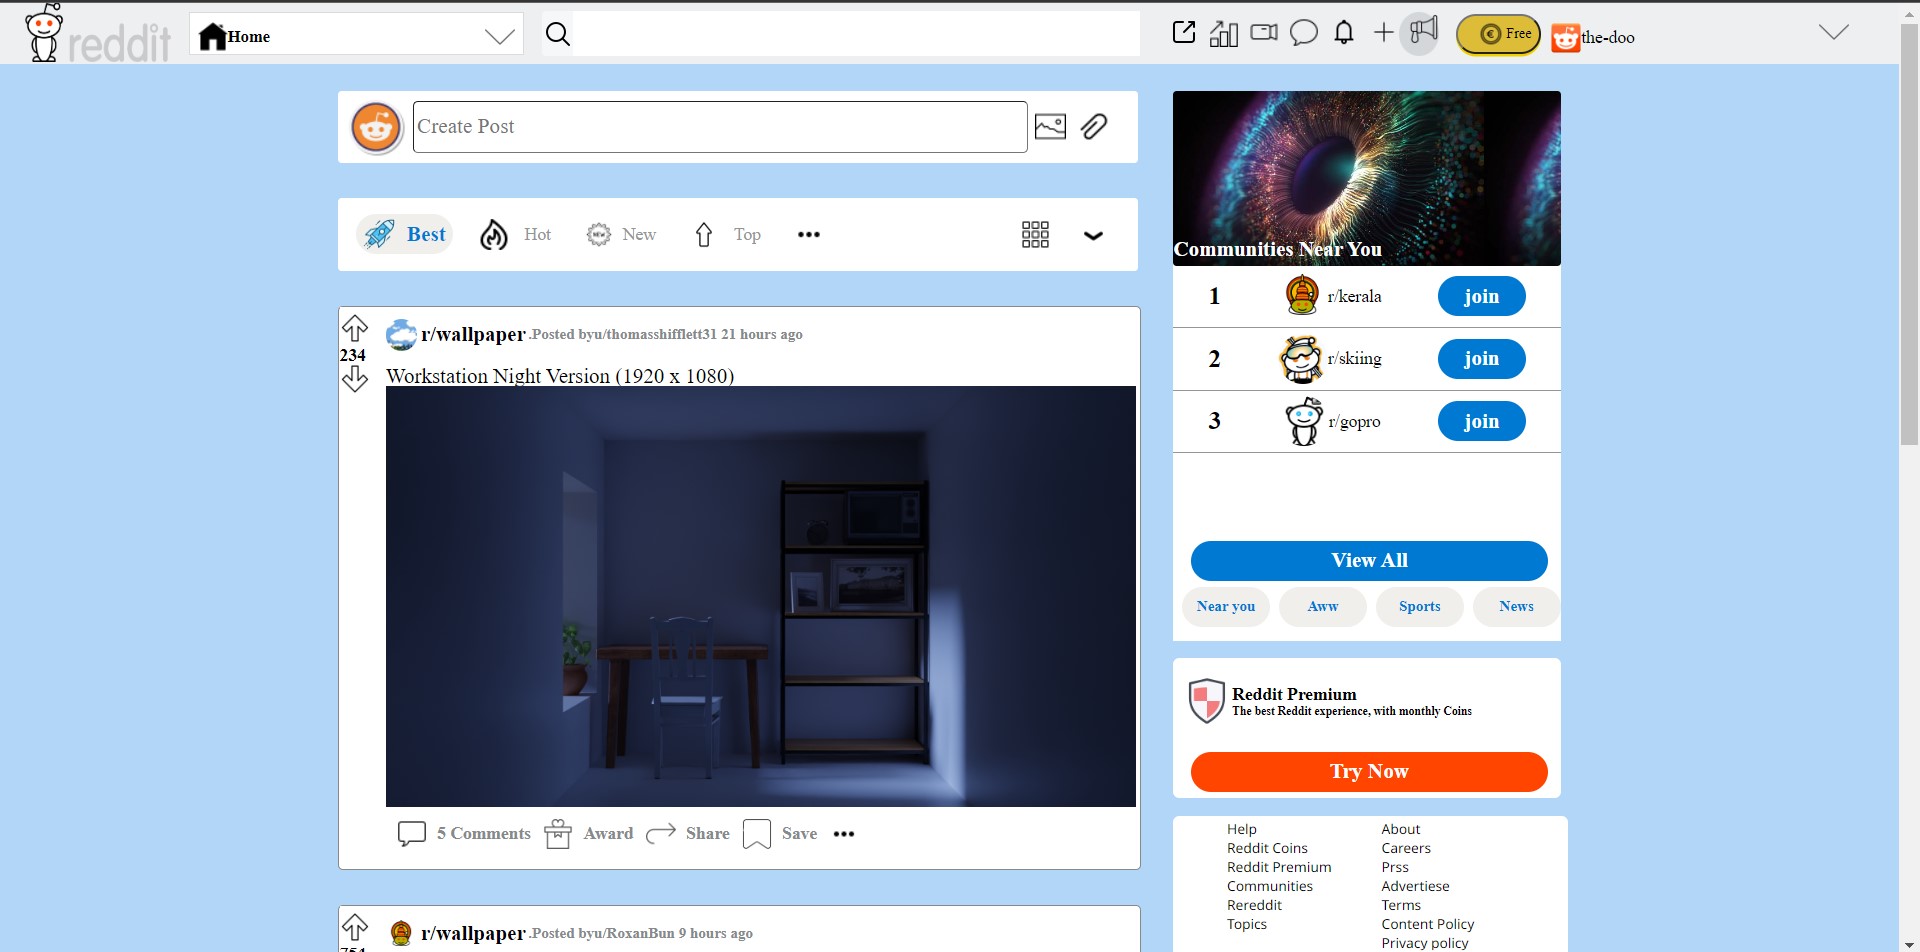 reddit
Home
Free
the-doo
Create Post
Best
Hot
New
Top
Communities Near You
1
r/kerala
join
2
r/skiing
join
3
r/gopro
join
View All
Near you
Aww
Sports
News
234
r/wallpaper .Posted byu/thomasshifflett31 21 hours ago
Workstation Night Version (1920 x 1080)
5 Comments
Award
Share
Save
Reddit Premium
The best Reddit experience, with monthly Coins
Try Now
Help
Reddit Coins
Reddit Premium
Communities
Rereddit
Topics
About
Careers
Prss
Advertiese
Terms
Content Policy
Privacy policy
r/wallpaper .Posted byu/RoxanBun 9 hours ago